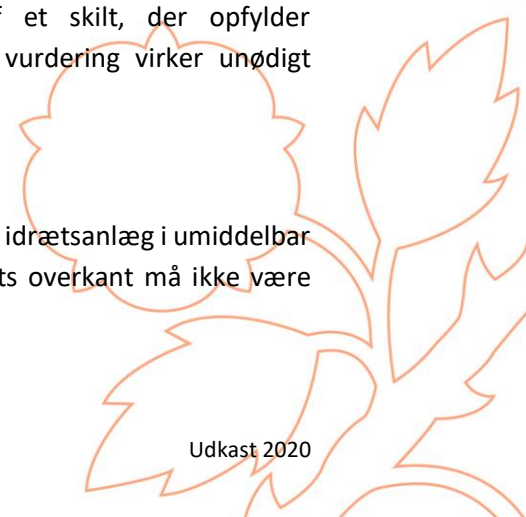 et skilt, der opfylder
vurdering virker unødigt
idrætsanlæg i umiddelbar
ts overkant må ikke være
Udkast 2020